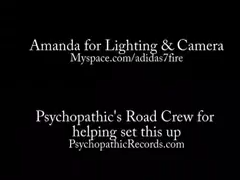 Amanda for Lighting & Camera
Myspace.com/adidas7fire
Psychopathic's Road Crew for
helping set this up
PsychopathicRecords.com